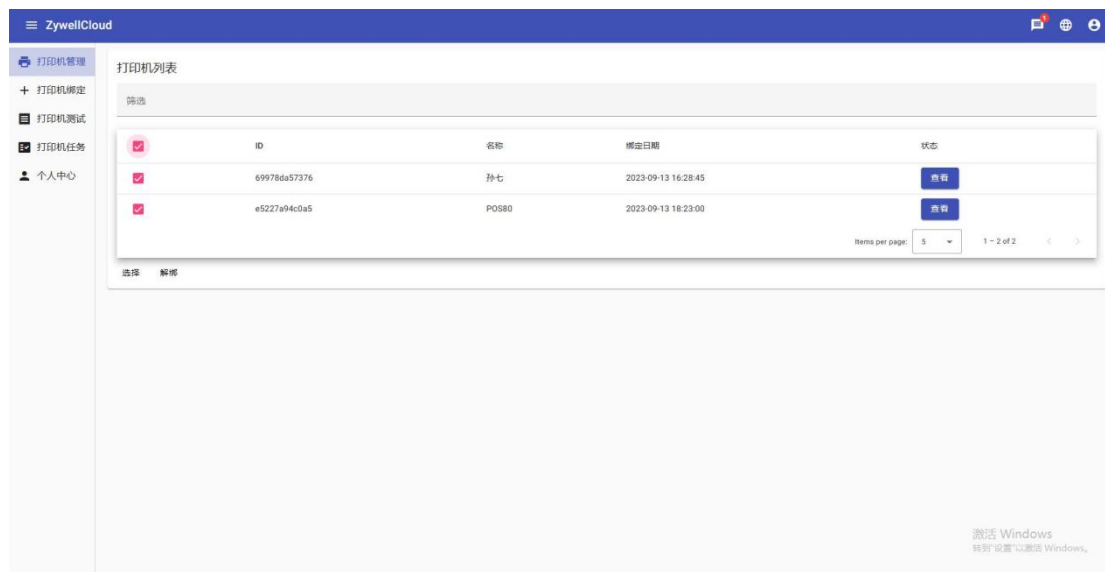 ZywellCloud
1
打印机管理
打印机绑定
打印机测试
打印机任务
个人中心
打印机列表
筛选
ID 名称 绑定日期 状态
69978da57376 孙七 2023-09-13 16:28:45 查看
e5227a94c0a5 POS80 2023-09-13 18:23:00 查看
Items per page: 5 1 – 2 of 2
选择 解绑
激活 Windows
转到"设置"以激活 Windows。